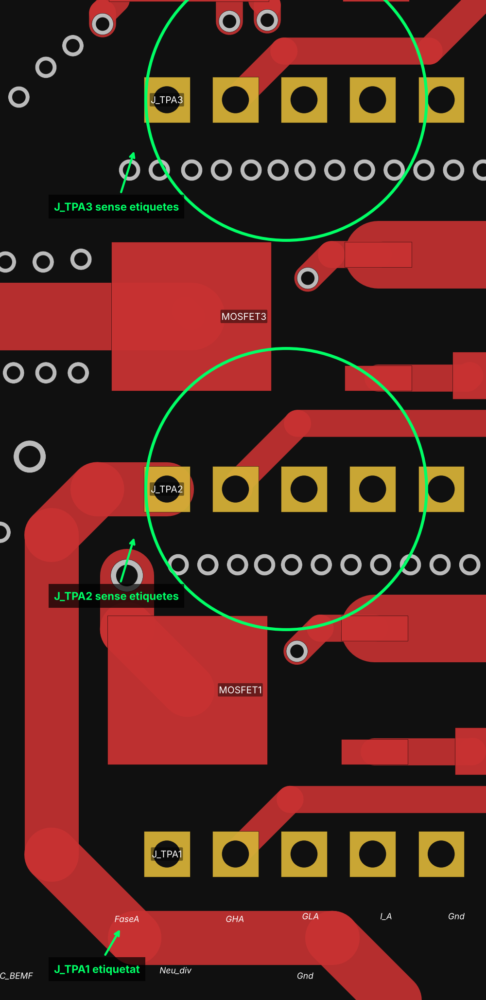 J_TPA3
J_TPA3 sense etiquetes
MOSFET3
J_TPA2
J_TPA2 sense etiquetes
MOSFET1
J_TPA1
FaseA GHA GLA I_A Gnd
J_TPA1 etiquetat
C_BEMF Neu_div Gnd